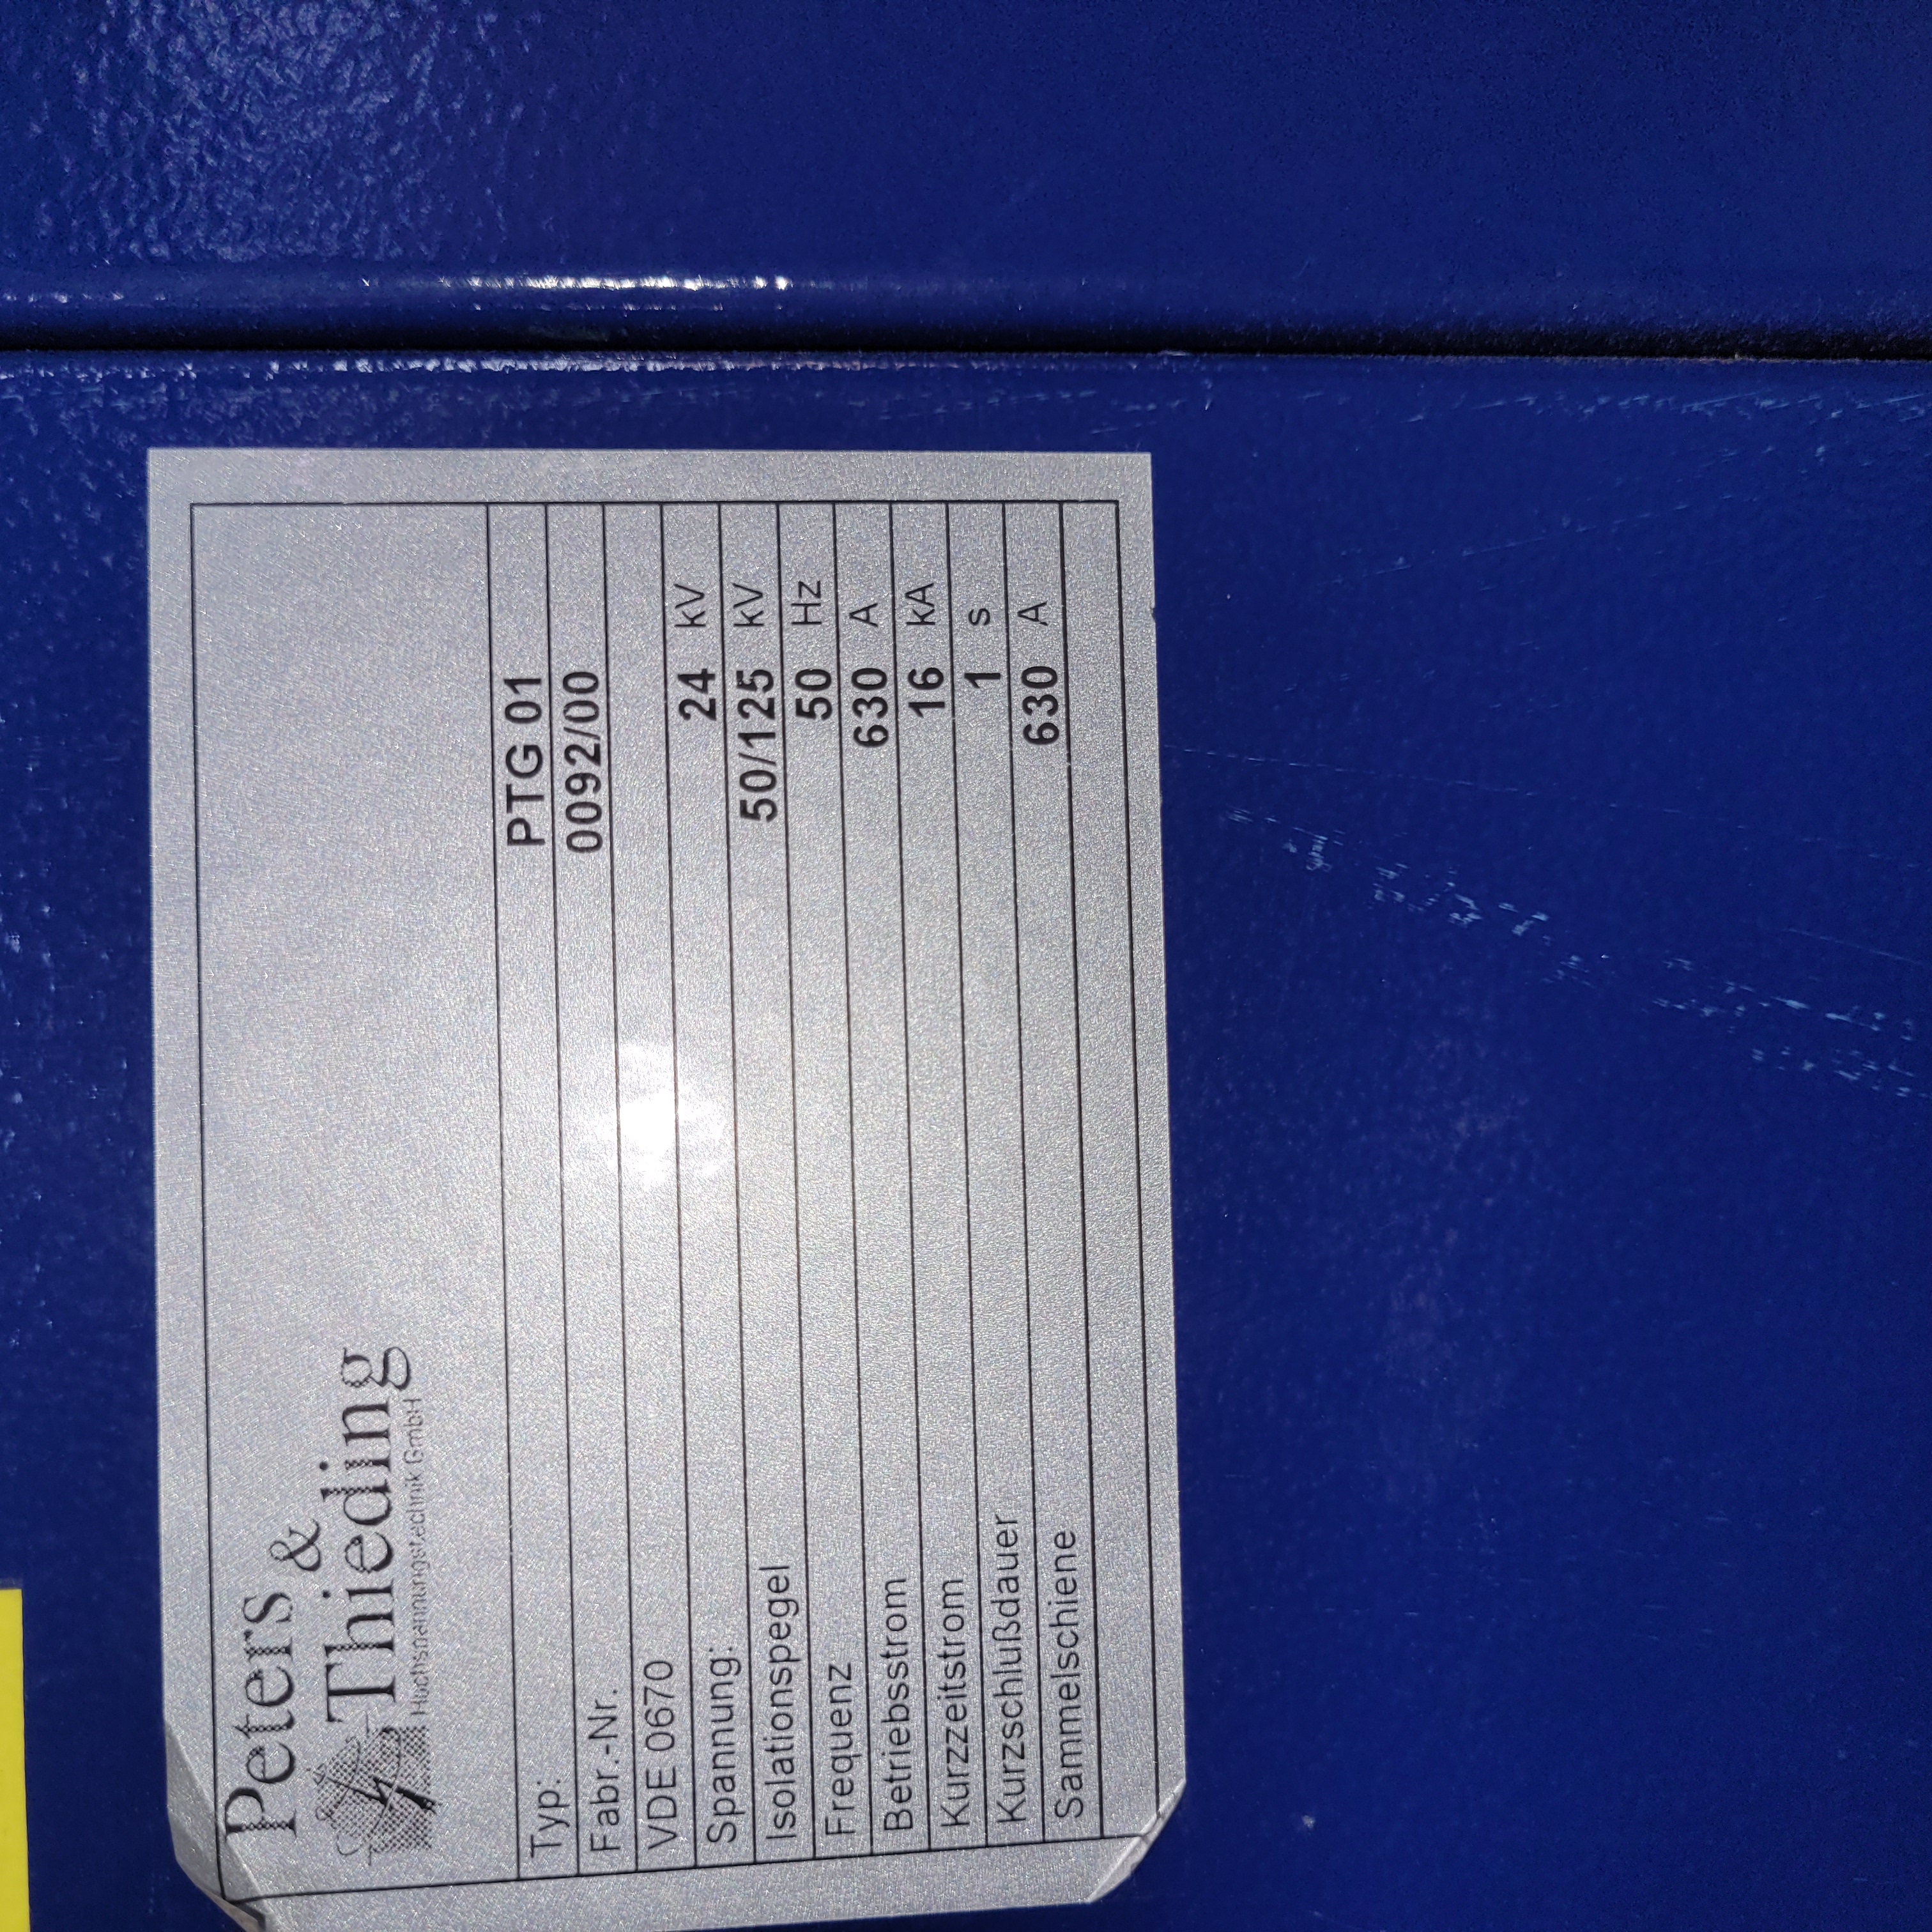 Peters &
Thieding
Hochspannungstechnik GmbH
Typ: PTG 01
Fabr.-Nr. 0092/00
VDE 0670
Spannung: 24 kV
Isolationspegel 50/125 kV
Frequenz 50 Hz
Betriebsstrom 630 A
Kurzzeitstrom 16 kA
Kurzschlußdauer 1 s
Sammelschiene 630 A